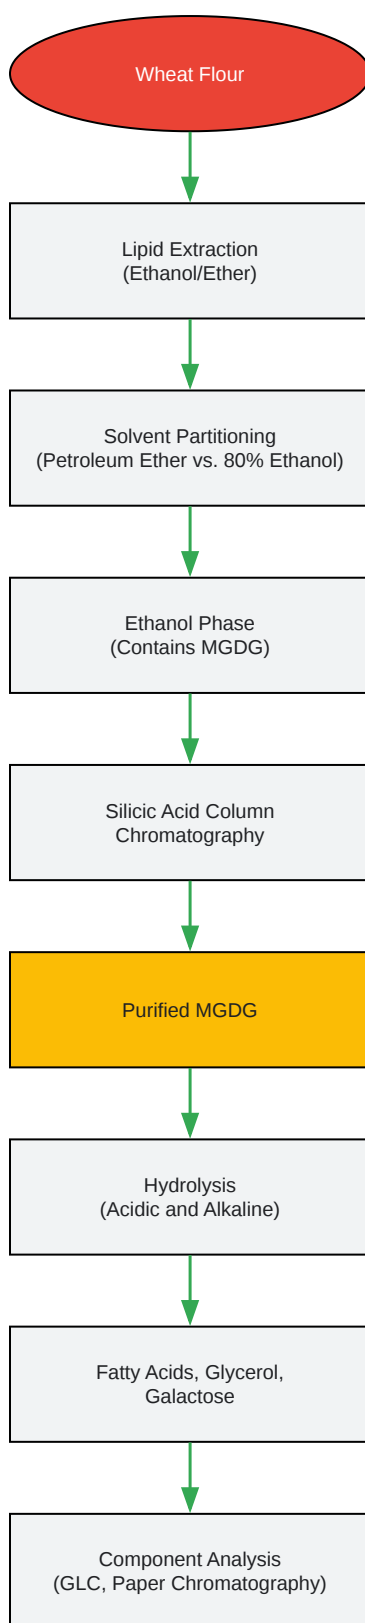 Wheat Flour
Lipid Extraction
(Ethanol/Ether)
Solvent Partitioning
(Petroleum Ether vs. 80% Ethanol)
Ethanol Phase
(Contains MGDG)
Silicic Acid Column
Chromatography
Purified MGDG
Hydrolysis
(Acidic and Alkaline)
Fatty Acids, Glycerol,
Galactose
Component Analysis
(GLC, Paper Chromatography)